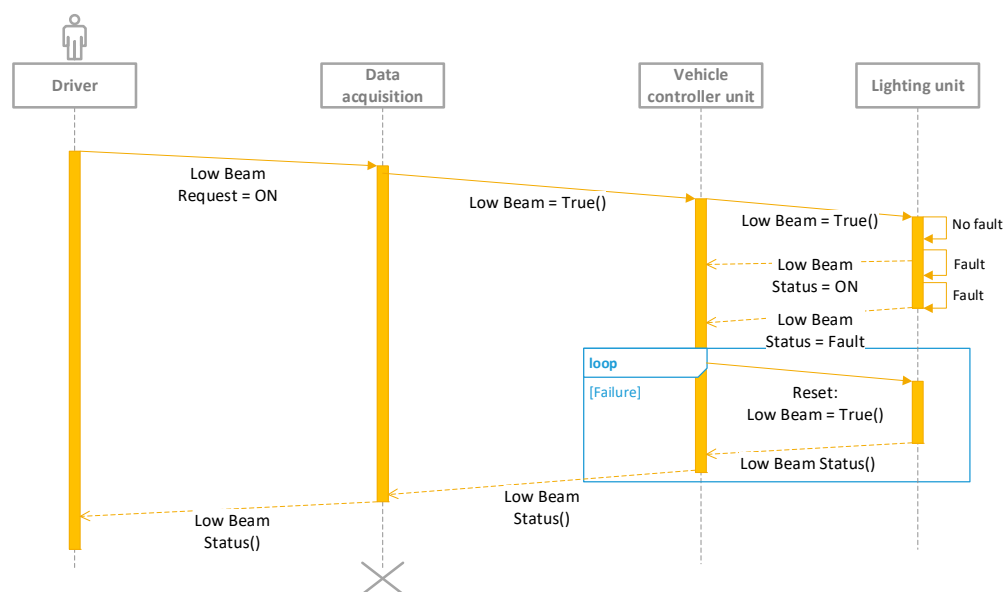 Driver
Data
acquisition
Vehicle
controller unit
Lighting unit
Low Beam
Request = ON
Low Beam = True()
Low Beam = True()
No fault
Low Beam
Status = ON
Fault
Fault
Low Beam
Status = Fault
loop
[Failure]
Reset:
Low Beam = True()
Low Beam Status()
Low Beam
Status()
Low Beam
Status()